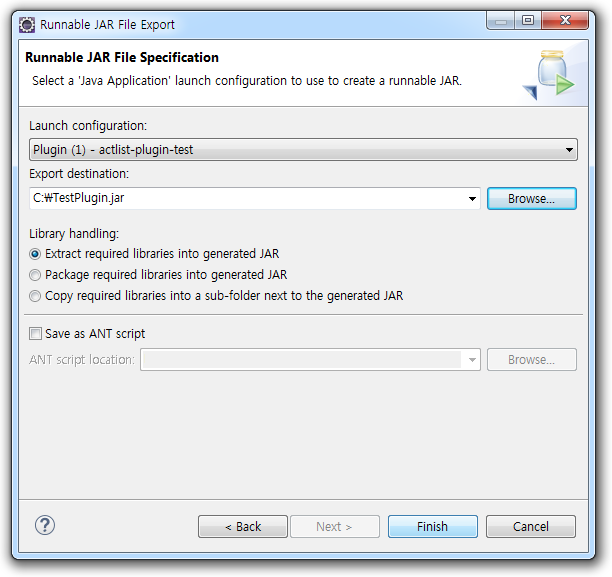 Runnable JAR File Export
Runnable JAR File Specification
Select a 'Java Application' launch configuration to use to create a runnable JAR.
Launch configuration:
Plugin (1) - actlist-plugin-test
Export destination:
C:₩TestPlugin.jar
Browse...
Library handling:
Extract required libraries into generated JAR
Package required libraries into generated JAR
Copy required libraries into a sub-folder next to the generated JAR
Save as ANT script
ANT script location:
Browse...
?
< Back
Next >
Finish
Cancel